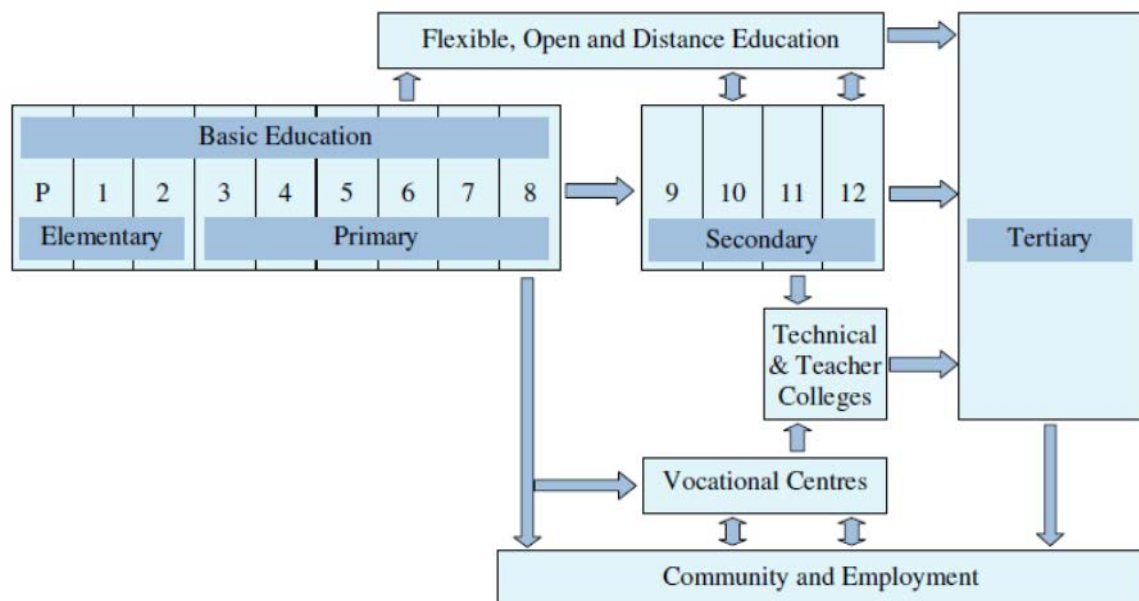 Flexible, Open and Distance Education
Basic Education
P 1 2 3 4 5 6 7 8
Elementary
Primary
9 10 11 12
Secondary
Tertiary
Technical
& Teacher
Colleges
Vocational Centres
Community and Employment